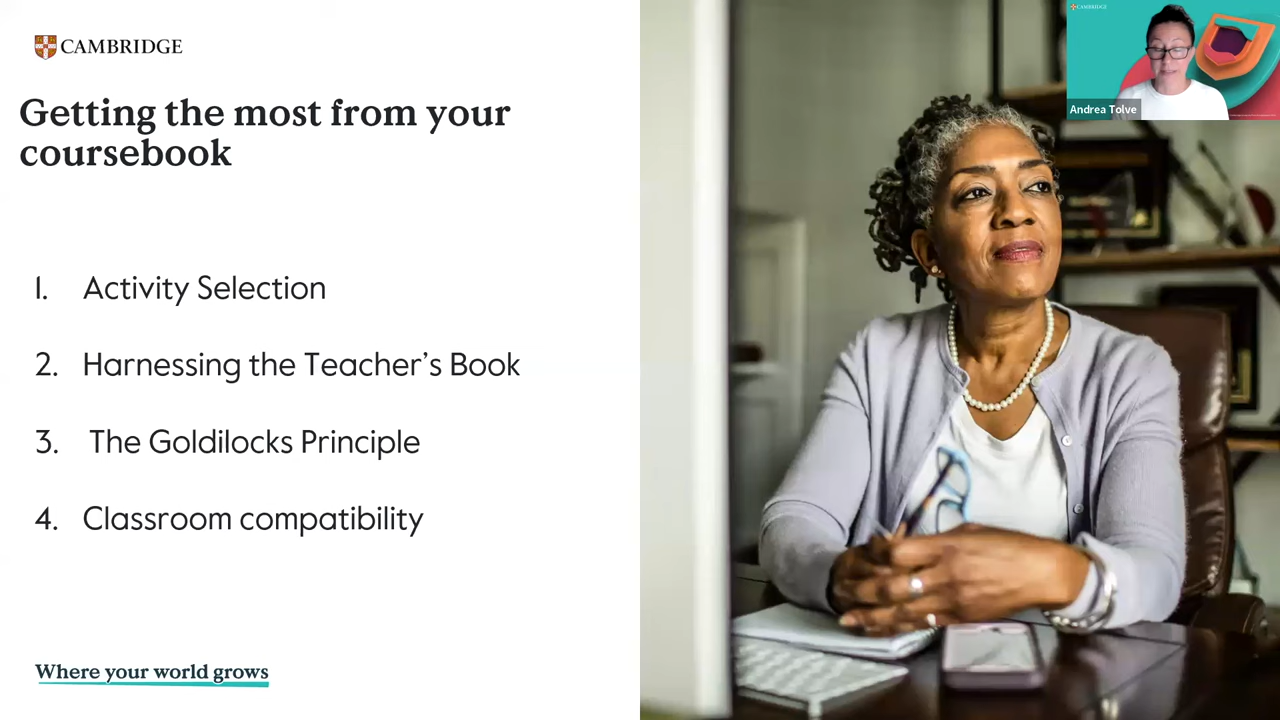 CAMBRIDGE
Getting the most from your
coursebook
1. Activity Selection
2. Harnessing the Teacher’s Book
3. The Goldilocks Principle
4. Classroom compatibility
Where your world grows
CAMBRIDGE
Andrea Tolve